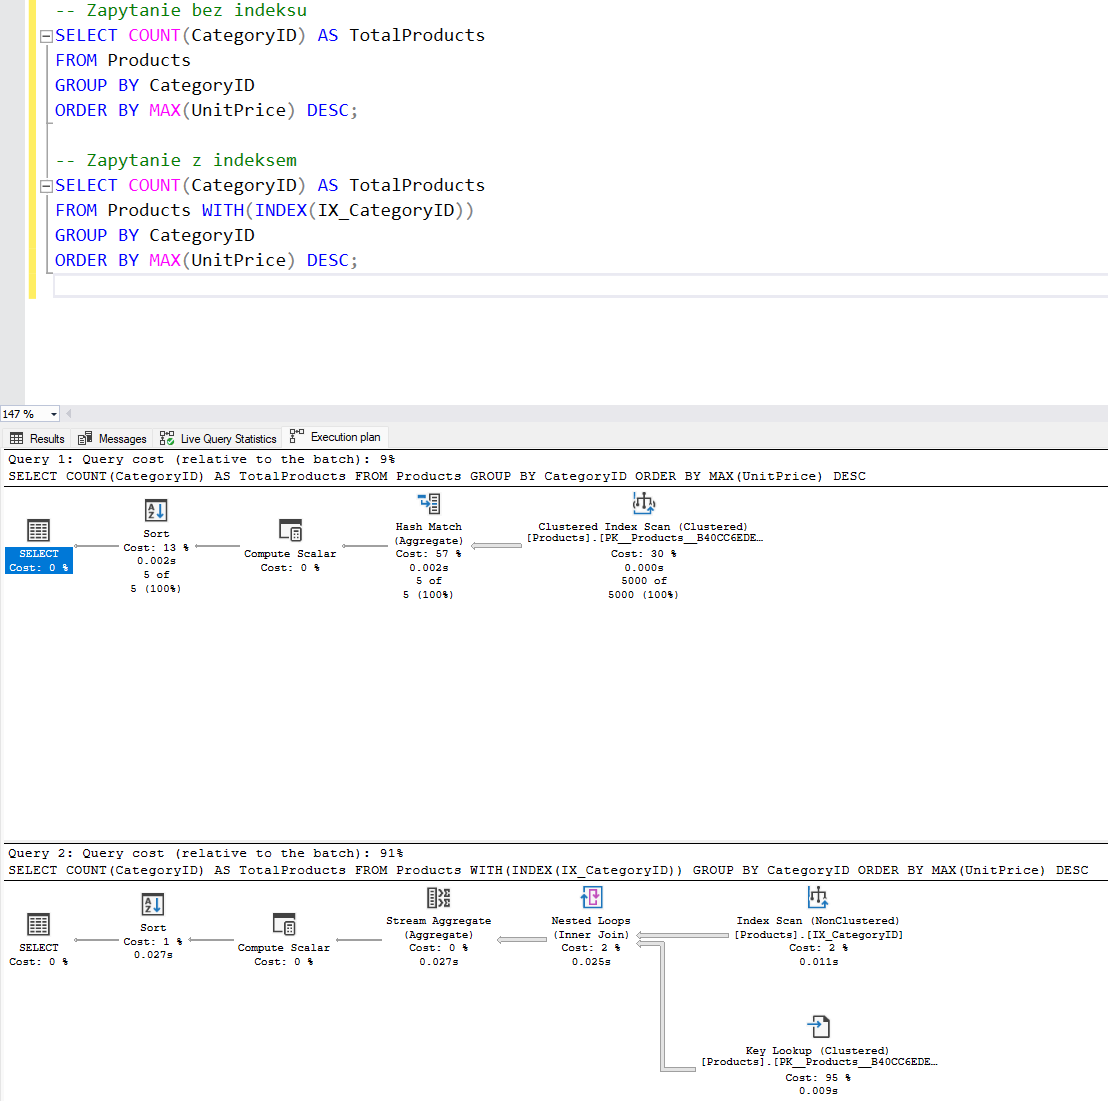 -- Zapytanie bez indeksu
SELECT COUNT(CategoryID) AS TotalProducts
FROM Products
GROUP BY CategoryID
ORDER BY MAX(UnitPrice) DESC;
-- Zapytanie z indeksem
SELECT COUNT(CategoryID) AS TotalProducts
FROM Products WITH(INDEX(IX_CategoryID))
GROUP BY CategoryID
ORDER BY MAX(UnitPrice) DESC;
147 %
Results Messages Live Query Statistics Execution plan
Query 1: Query cost (relative to the batch): 9%
SELECT COUNT(CategoryID) AS TotalProducts FROM Products GROUP BY CategoryID ORDER BY MAX(UnitPrice) DESC
SELECT
Cost: 0 %
Sort
Cost: 13 %
0.002s
5 of
5 (100%)
Compute Scalar
Cost: 0 %
Hash Match
(Aggregate)
Cost: 57 %
0.002s
5 of
5 (100%)
Clustered Index Scan (Clustered)
[Products].[PK__Products__B40CC6EDE…
Cost: 30 %
0.000s
5000 of
5000 (100%)
Query 2: Query cost (relative to the batch): 91%
SELECT COUNT(CategoryID) AS TotalProducts FROM Products WITH(INDEX(IX_CategoryID)) GROUP BY CategoryID ORDER BY MAX(UnitPrice) DESC
SELECT
Cost: 0 %
Sort
Cost: 1 %
0.027s
Compute Scalar
Cost: 0 %
Stream Aggregate
(Aggregate)
Cost: 0 %
0.027s
Nested Loops
(Inner Join)
Cost: 2 %
0.025s
Index Scan (NonClustered)
[Products].[IX_CategoryID]
Cost: 2 %
0.011s
Key Lookup (Clustered)
[Products].[PK__Products__B40CC6EDE…
Cost: 95 %
0.009s